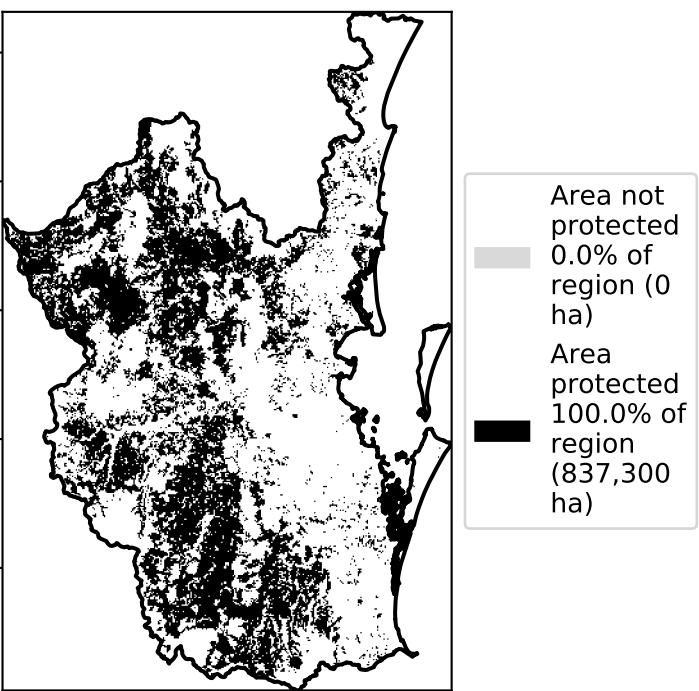 Area not
protected
0.0% of
region (0
ha)
Area
protected
100.0% of
region
(837,300
ha)